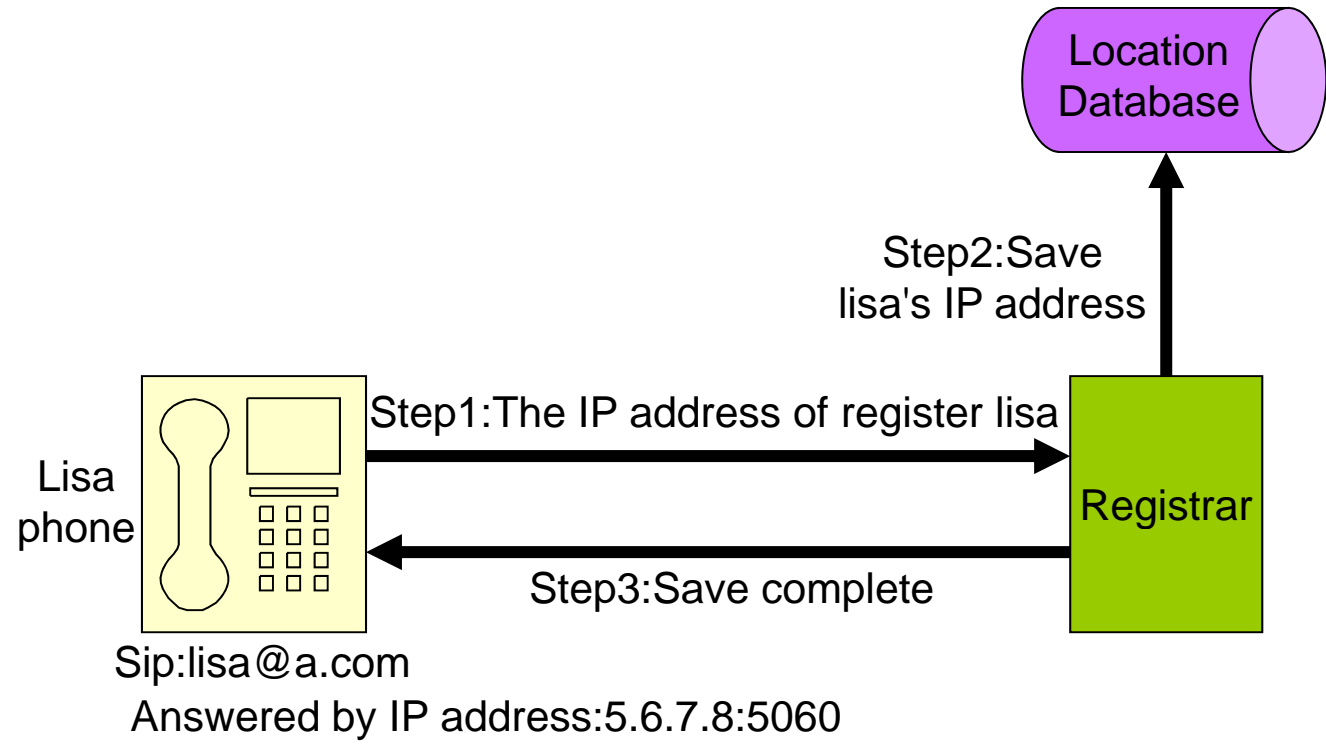 Location
Database
Step2:Save
lisa's IP address
Step1:The IP address of register lisa
Lisa
phone
Registrar
Step3:Save complete
Sip:lisa@a.com
Answered by IP address:5.6.7.8:5060